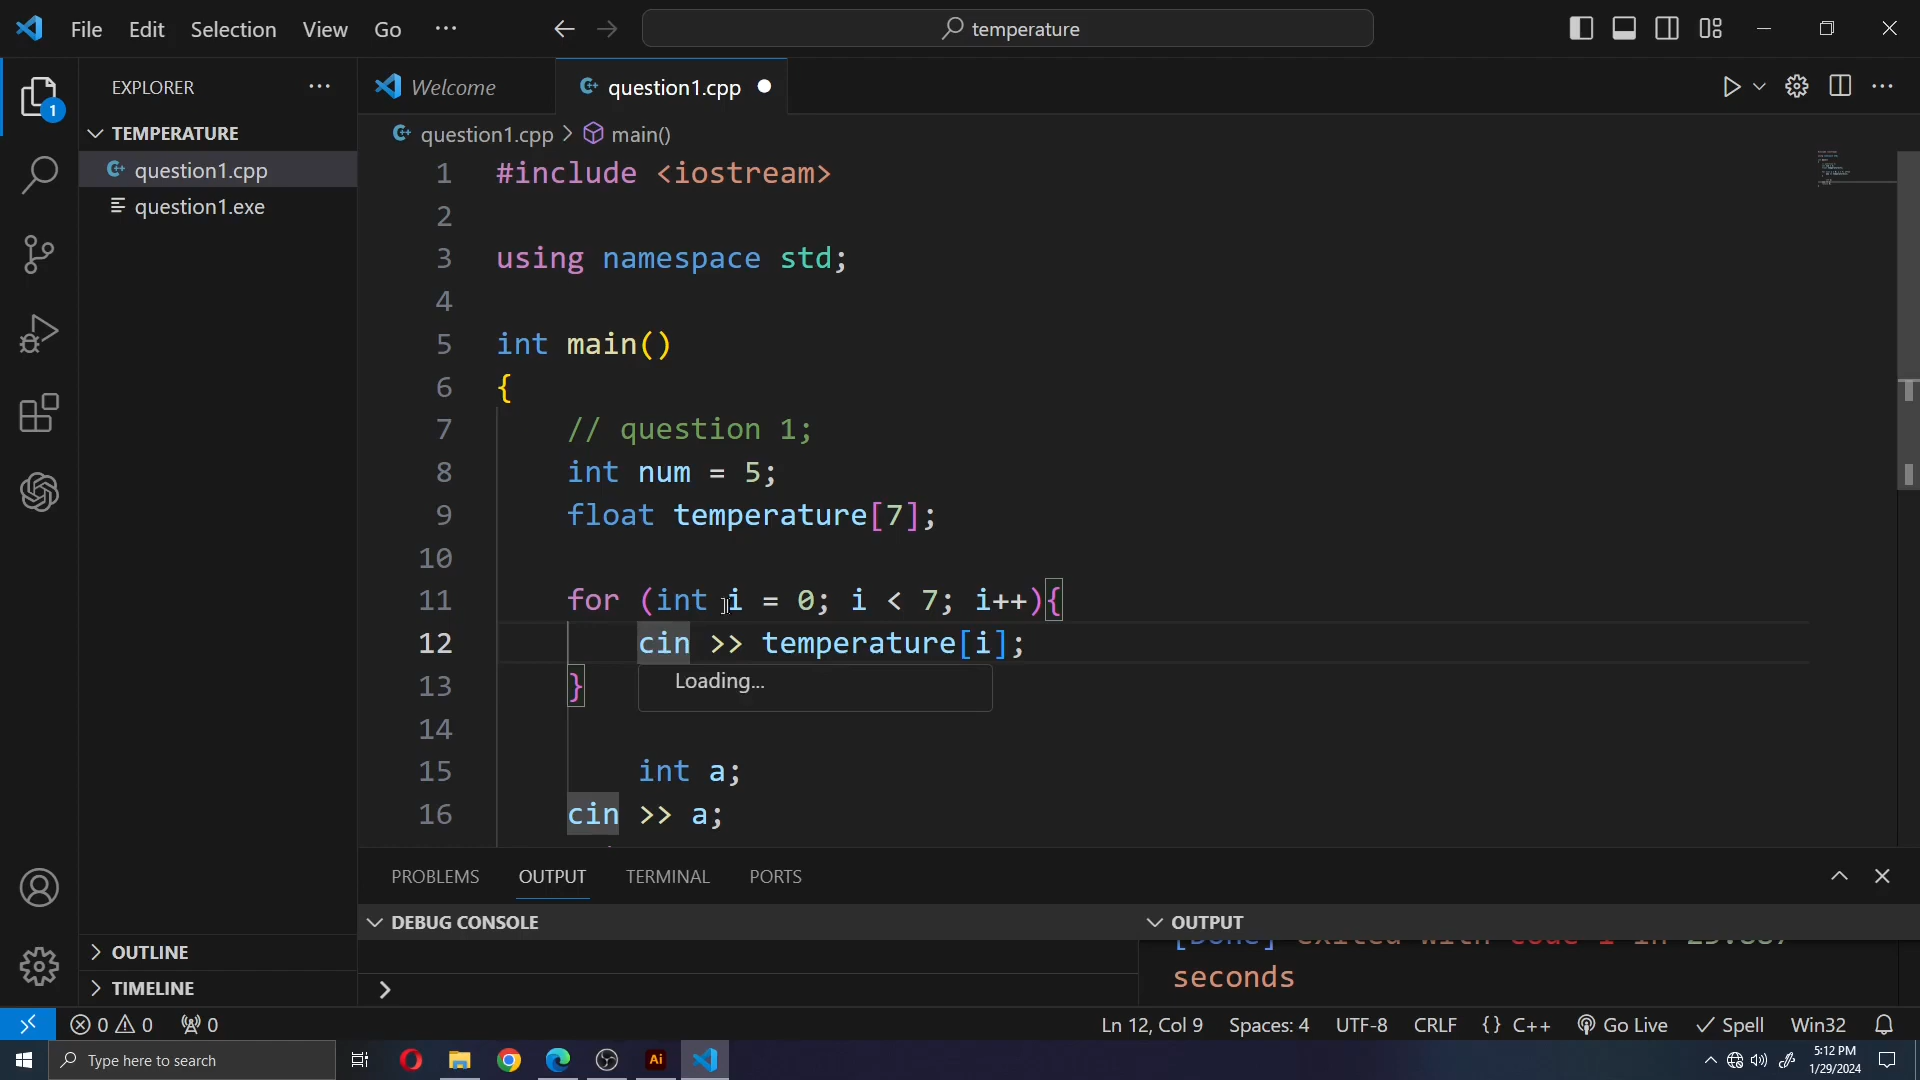 File Edit Selection View Go ... temperature
EXPLORER ...
Welcome
question1.cpp
TEMPERATURE
question1.cpp
question1.exe
question1.cpp > main()
1 #include <iostream>
2
3 using namespace std;
4
5 int main()
6 {
7 // question 1;
8 int num = 5;
9 float temperature[7];
10
11 for (int i = 0; i < 7; i++){
12 cin >> temperature[i];
Loading...
13 }
14
15 int a;
16 cin >> a;
PROBLEMS OUTPUT TERMINAL PORTS
DEBUG CONSOLE
OUTPUT
seconds
>
OUTLINE
TIMELINE
1
0 0 0
Ln 12, Col 9 Spaces: 4 UTF-8 CRLF {} C++ Go Live Spell Win32
Type here to search
Ai
5:12 PM
1/29/2024